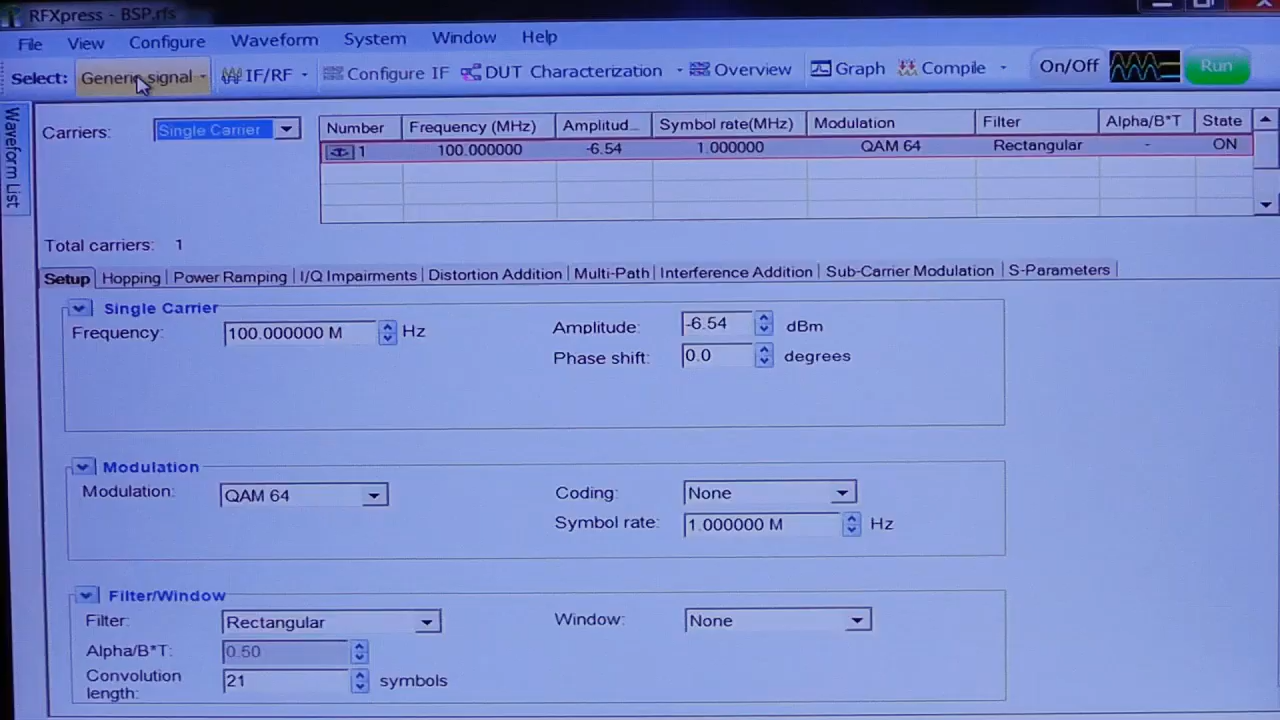 RFXpress - BSP.rfs
File View Configure Waveform System Window Help
Select: Generic signal IF/RF Configure IF DUT Characterization Overview Graph Compile On/Off Run
Waveform List
Carriers: Single Carrier
Number Frequency (MHz) Amplitud... Symbol rate(MHz) Modulation Filter Alpha/B*T State
1 100.000000 -6.54 1.000000 QAM 64 Rectangular - ON
Total carriers: 1
Setup Hopping Power Ramping I/Q Impairments Distortion Addition Multi-Path Interference Addition Sub-Carrier Modulation S-Parameters
Single Carrier
Frequency: 100.000000 M Hz Amplitude: -6.54 dBm
Phase shift: 0.0 degrees
Modulation
Modulation: QAM 64 Coding: None
Symbol rate: 1.000000 M Hz
Filter/Window
Filter: Rectangular Window: None
Alpha/B*T: 0.50
Convolution
length: 21 symbols